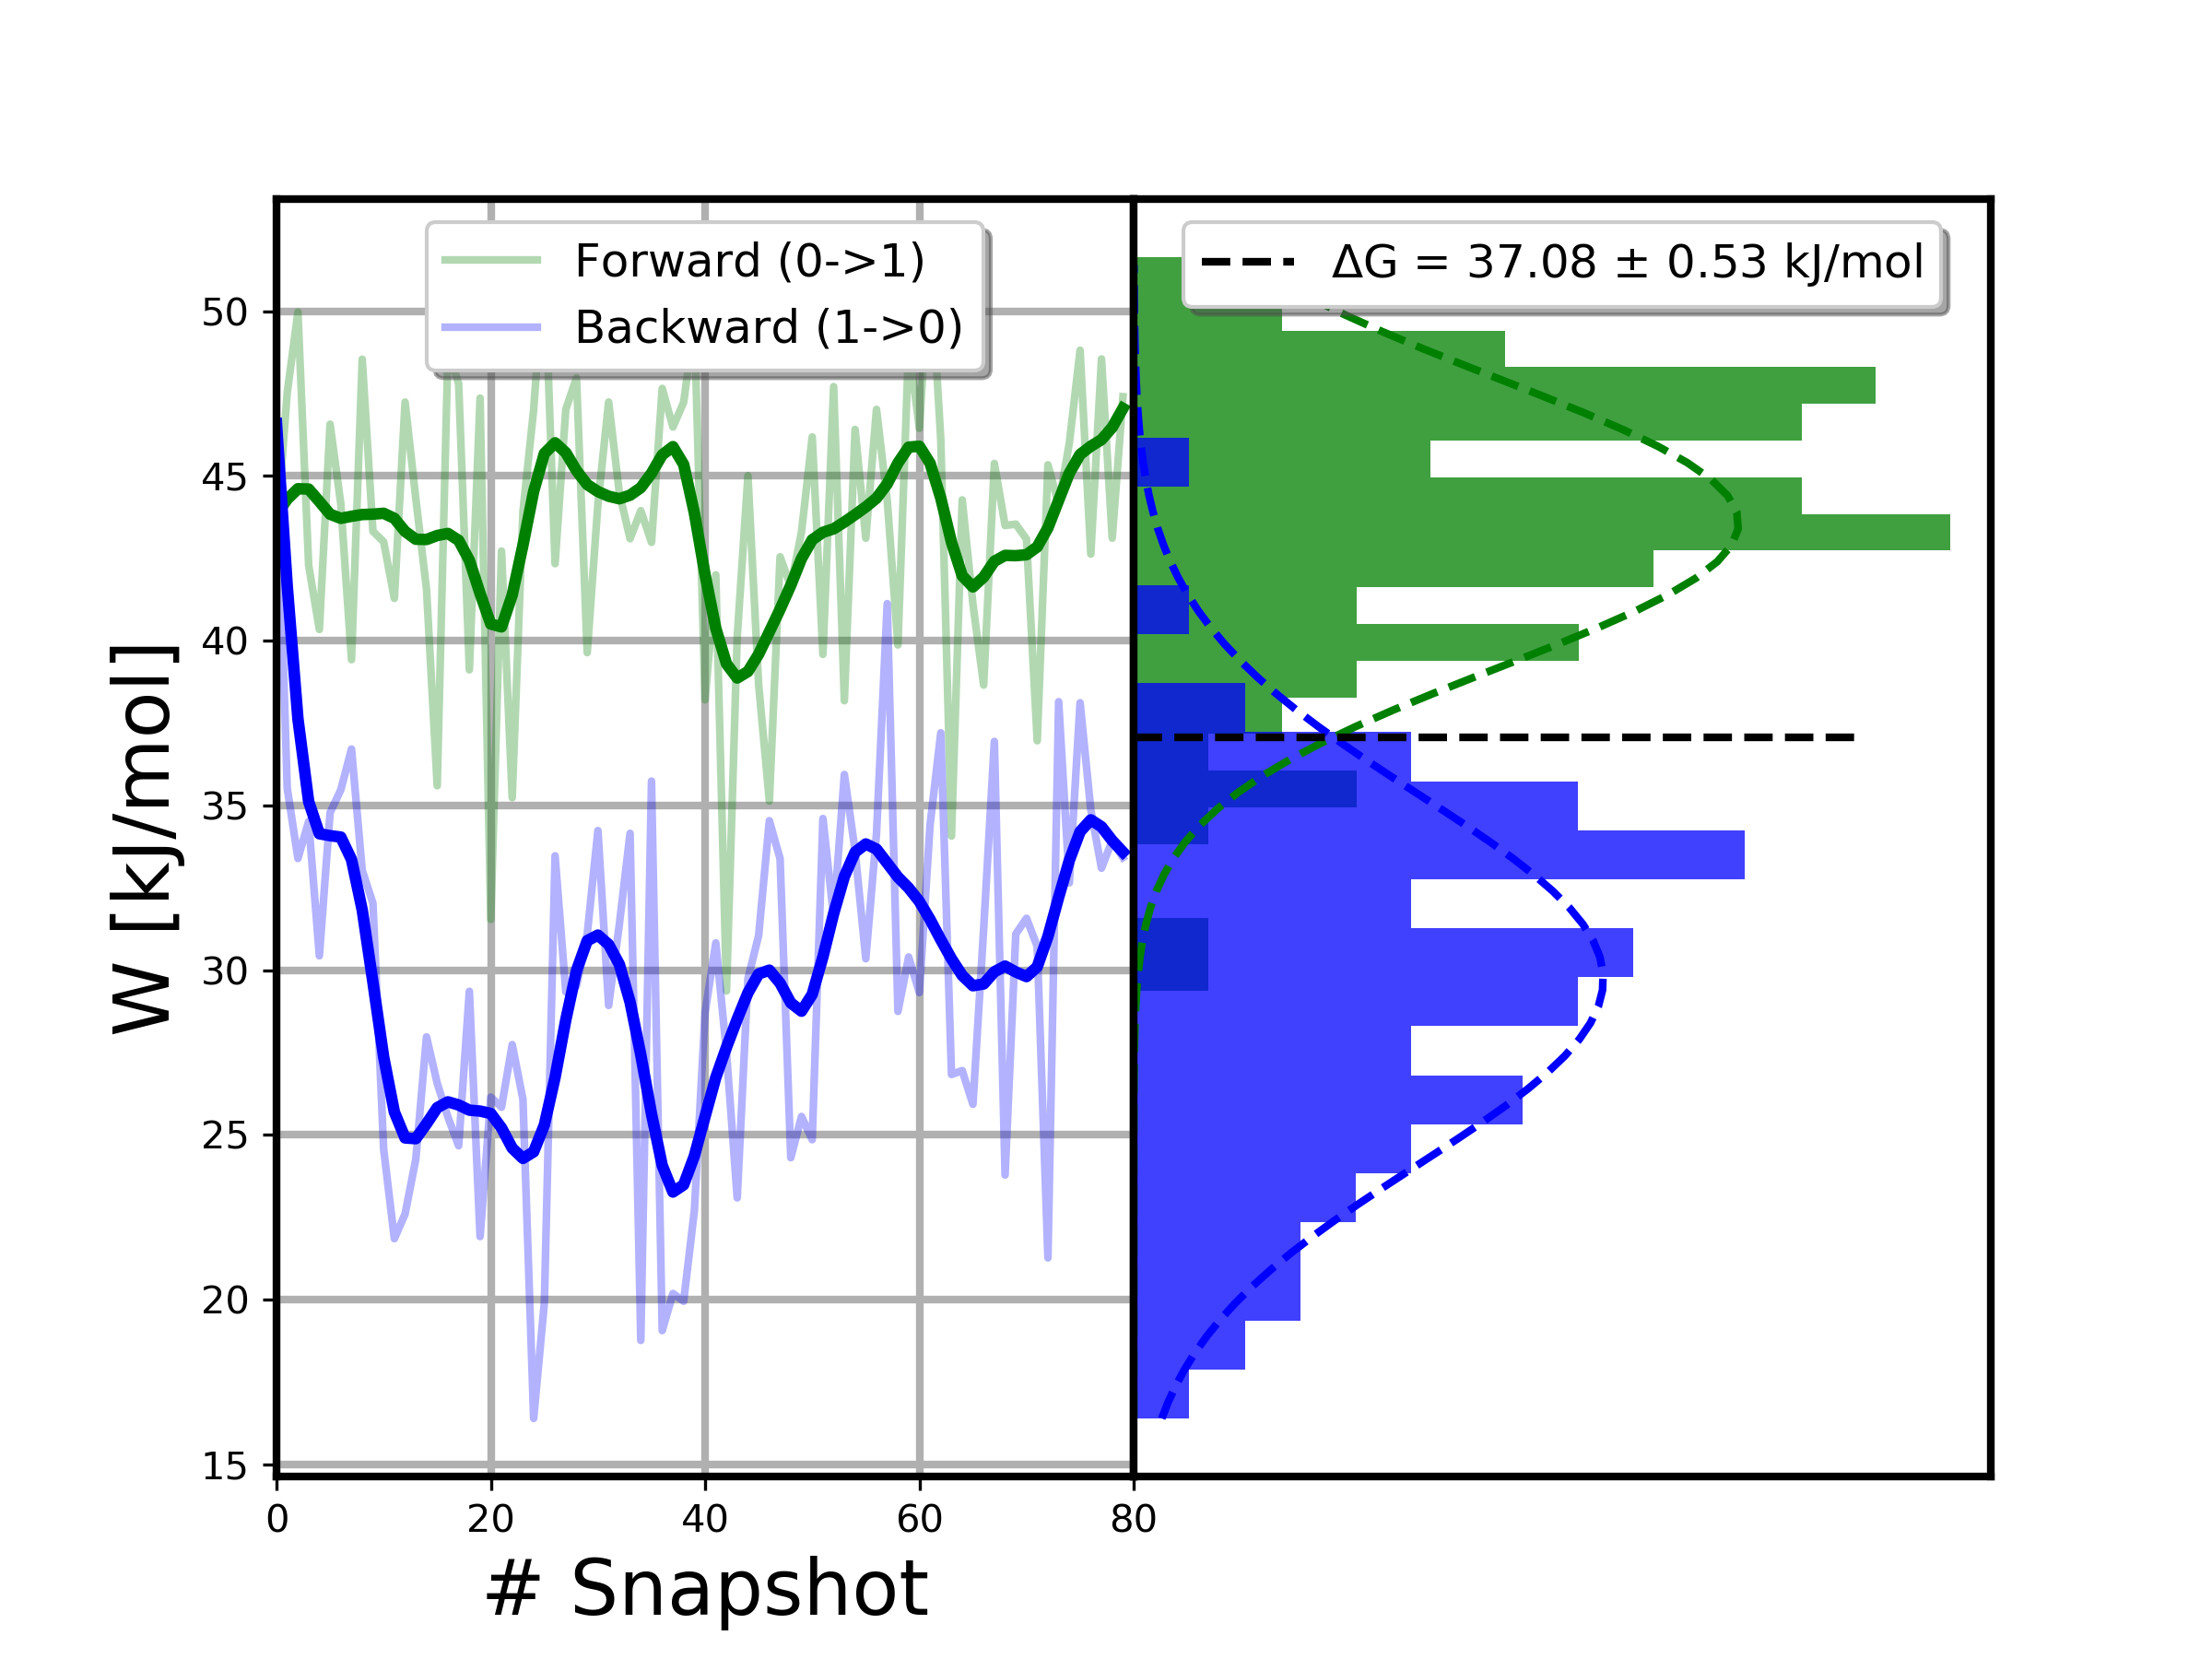 Forward (0->1)
Backward (1->0)
ΔG = 37.08 ± 0.53 kJ/mol
W [kJ/mol]
50
45
40
35
30
25
20
15
0 20 40 60 80
# Snapshot